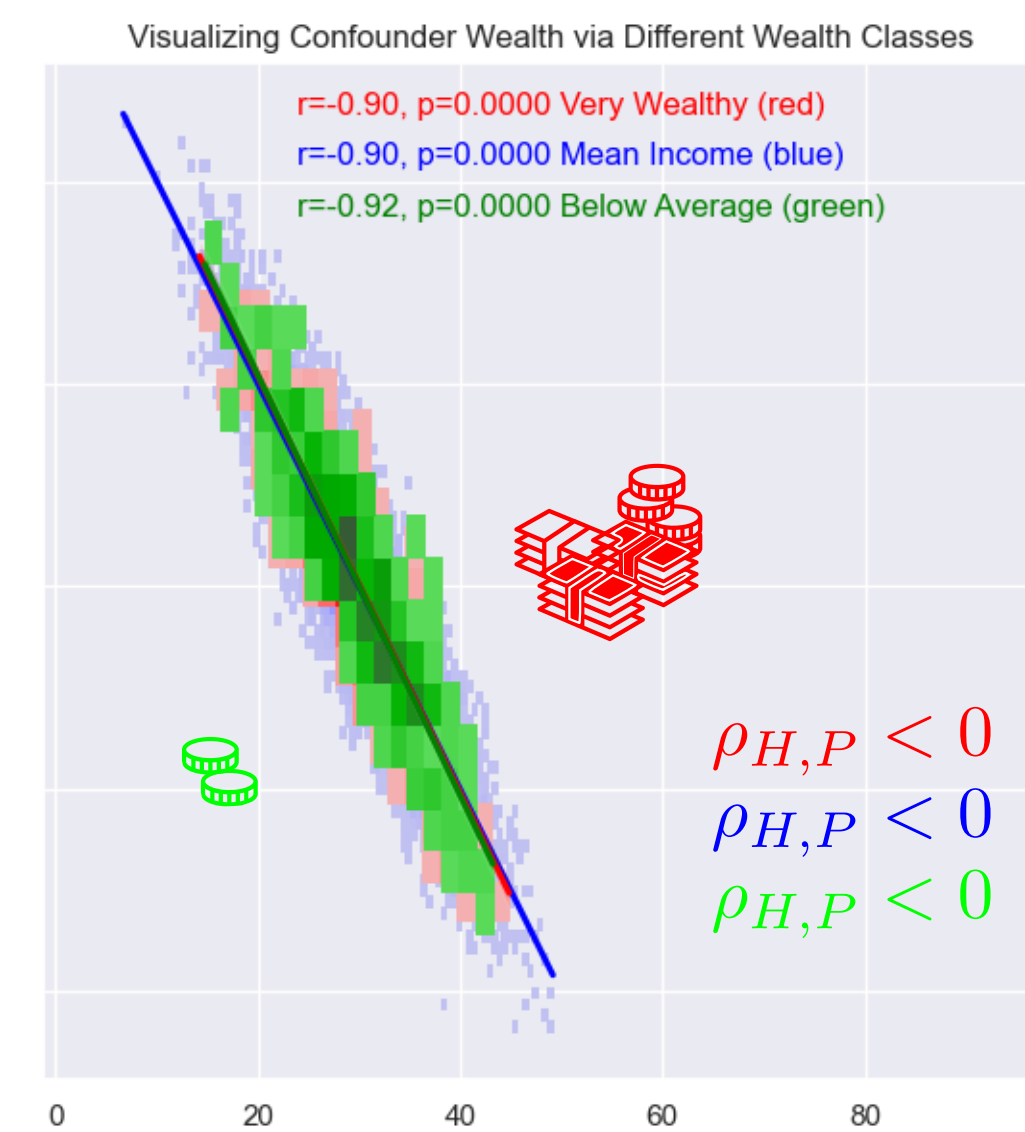 Visualizing Confounder Wealth via Different Wealth Classes
r=-0.90, p=0.0000 Very Wealthy (red)
r=-0.90, p=0.0000 Mean Income (blue)
r=-0.92, p=0.0000 Below Average (green)
ρH,P < 0
ρH,P < 0
ρH,P < 0
0 20 40 60 80